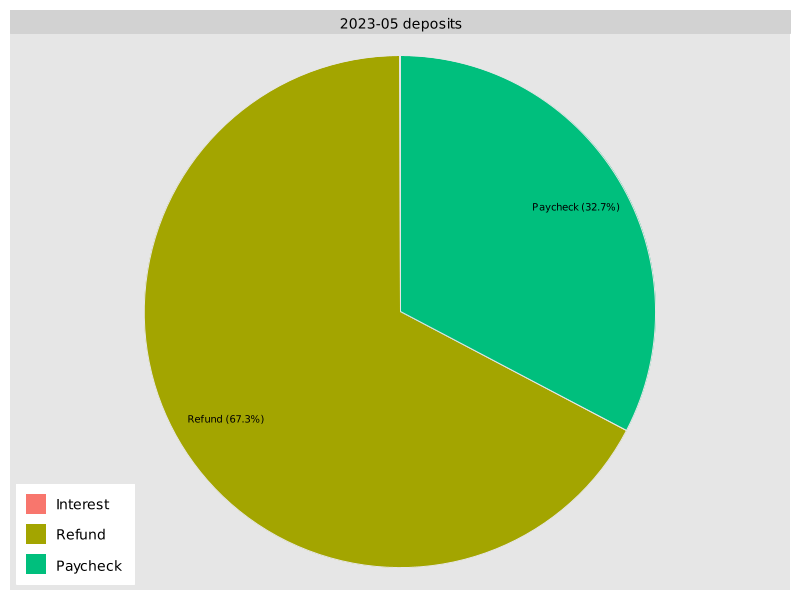 2023-05 deposits
Paycheck (32.7%)
Refund (67.3%)
Interest
Refund
Paycheck